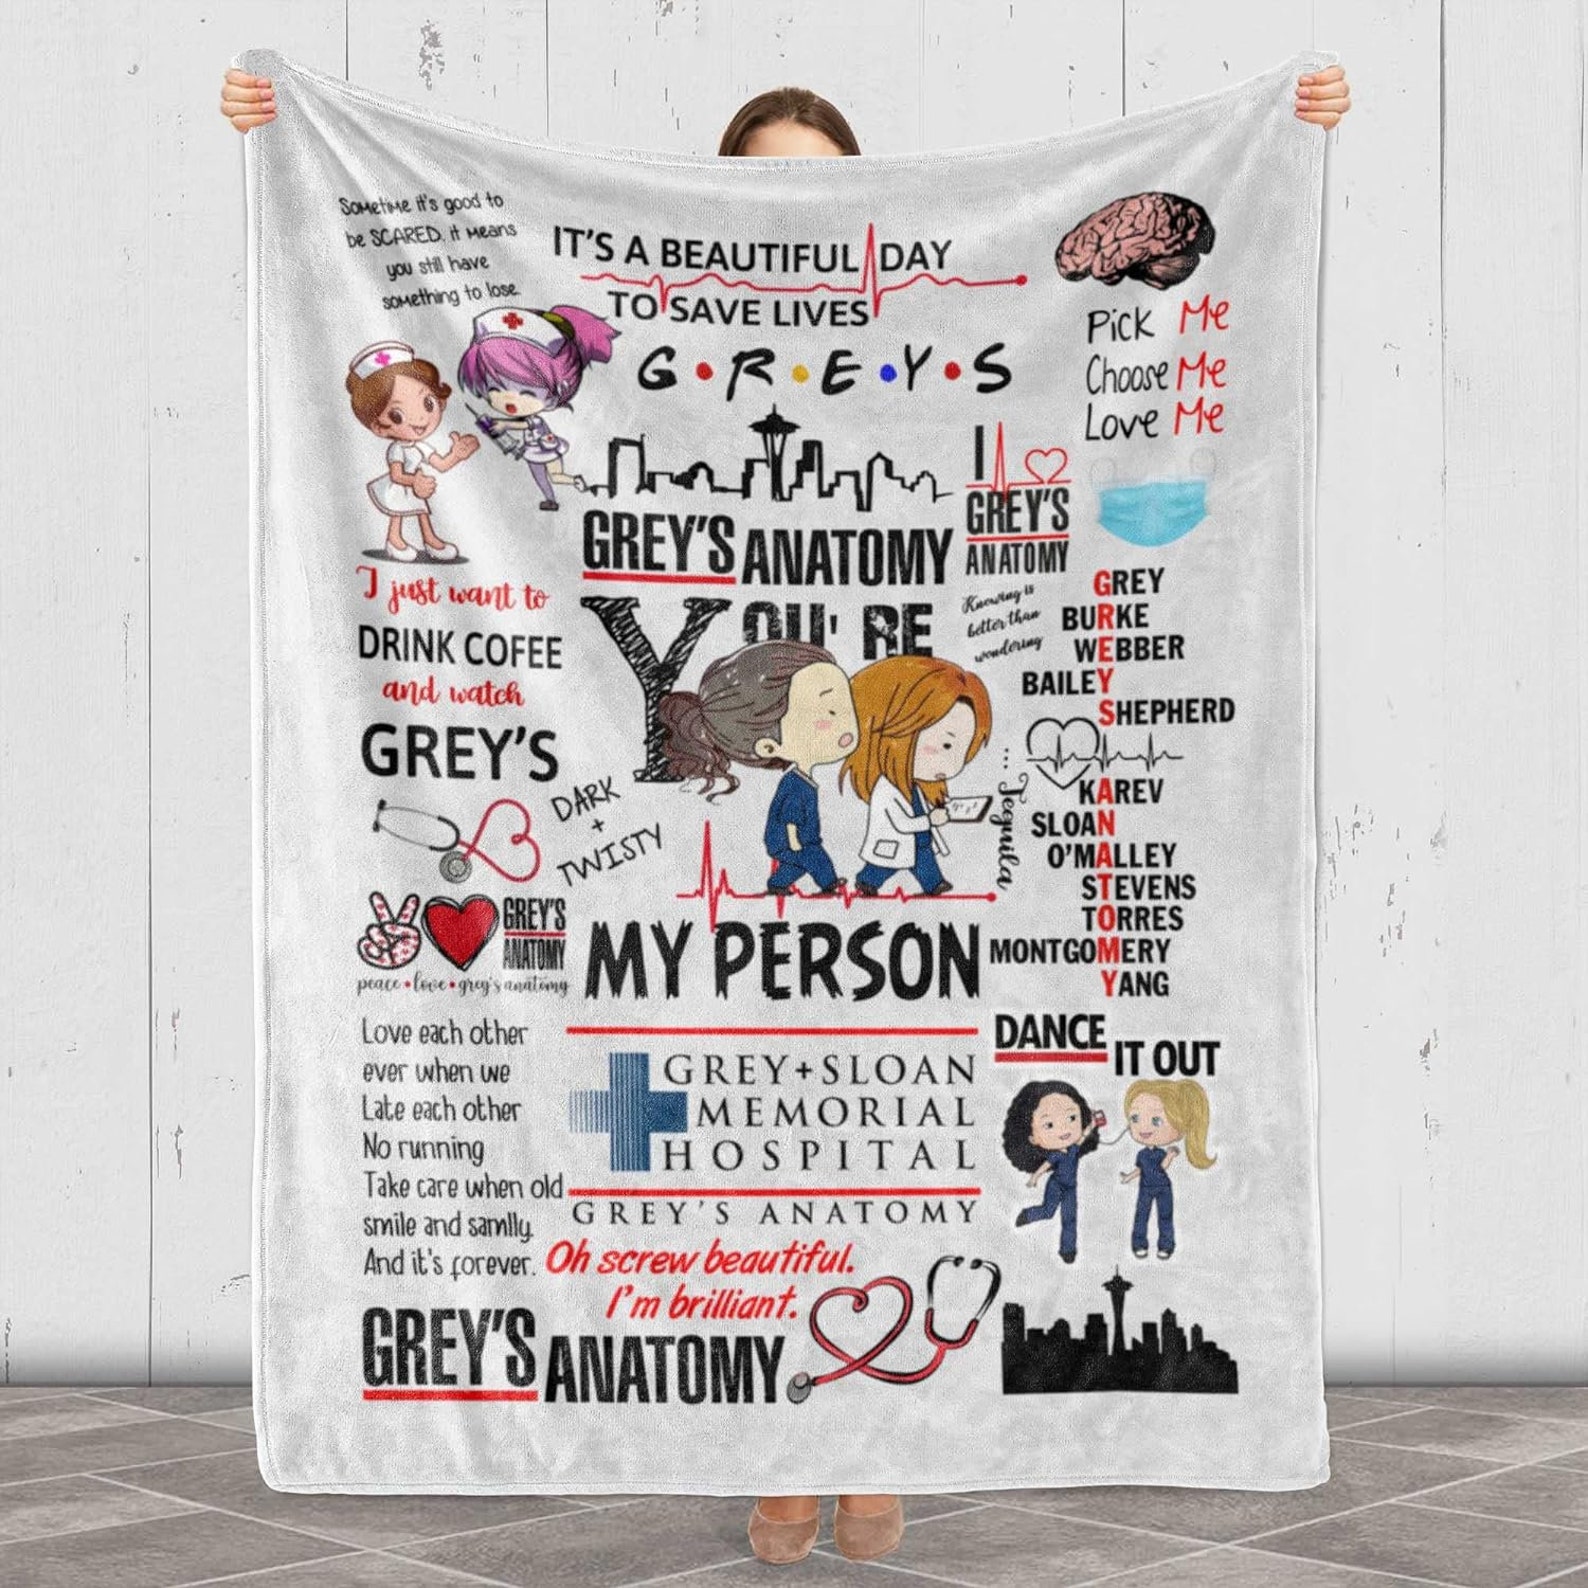 Sometime it's good to
be SCARED. it means
you still have
something to lose.
IT'S A BEAUTIFUL DAY
TO SAVE LIVES
G•R•E•Y•S
Pick Me
Choose Me
Love Me
I
GREY'S
ANATOMY
GREY'S ANATOMY
I just want to
DRINK COFEE
and watch
GREY'S
YOU'RE
Knowing is
better than
wondering
GREY
BURKE
WEBBER
BAILEY
SHEPHERD
KAREV
SLOAN
O'MALLEY
STEVENS
TORRES
MONTGOMERY
YANG
... Tequila
DARK
+
TWISTY
GREY'S
ANATOMY
peace • love • grey's anatomy
MY PERSON
Love each other
ever when we
Late each other
No running
Take care when old
smile and samlly.
And it's forever.
GREY+SLOAN
MEMORIAL
HOSPITAL
GREY'S ANATOMY
DANCE
IT OUT
Oh screw beautiful.
I'm brilliant.
GREY'S ANATOMY